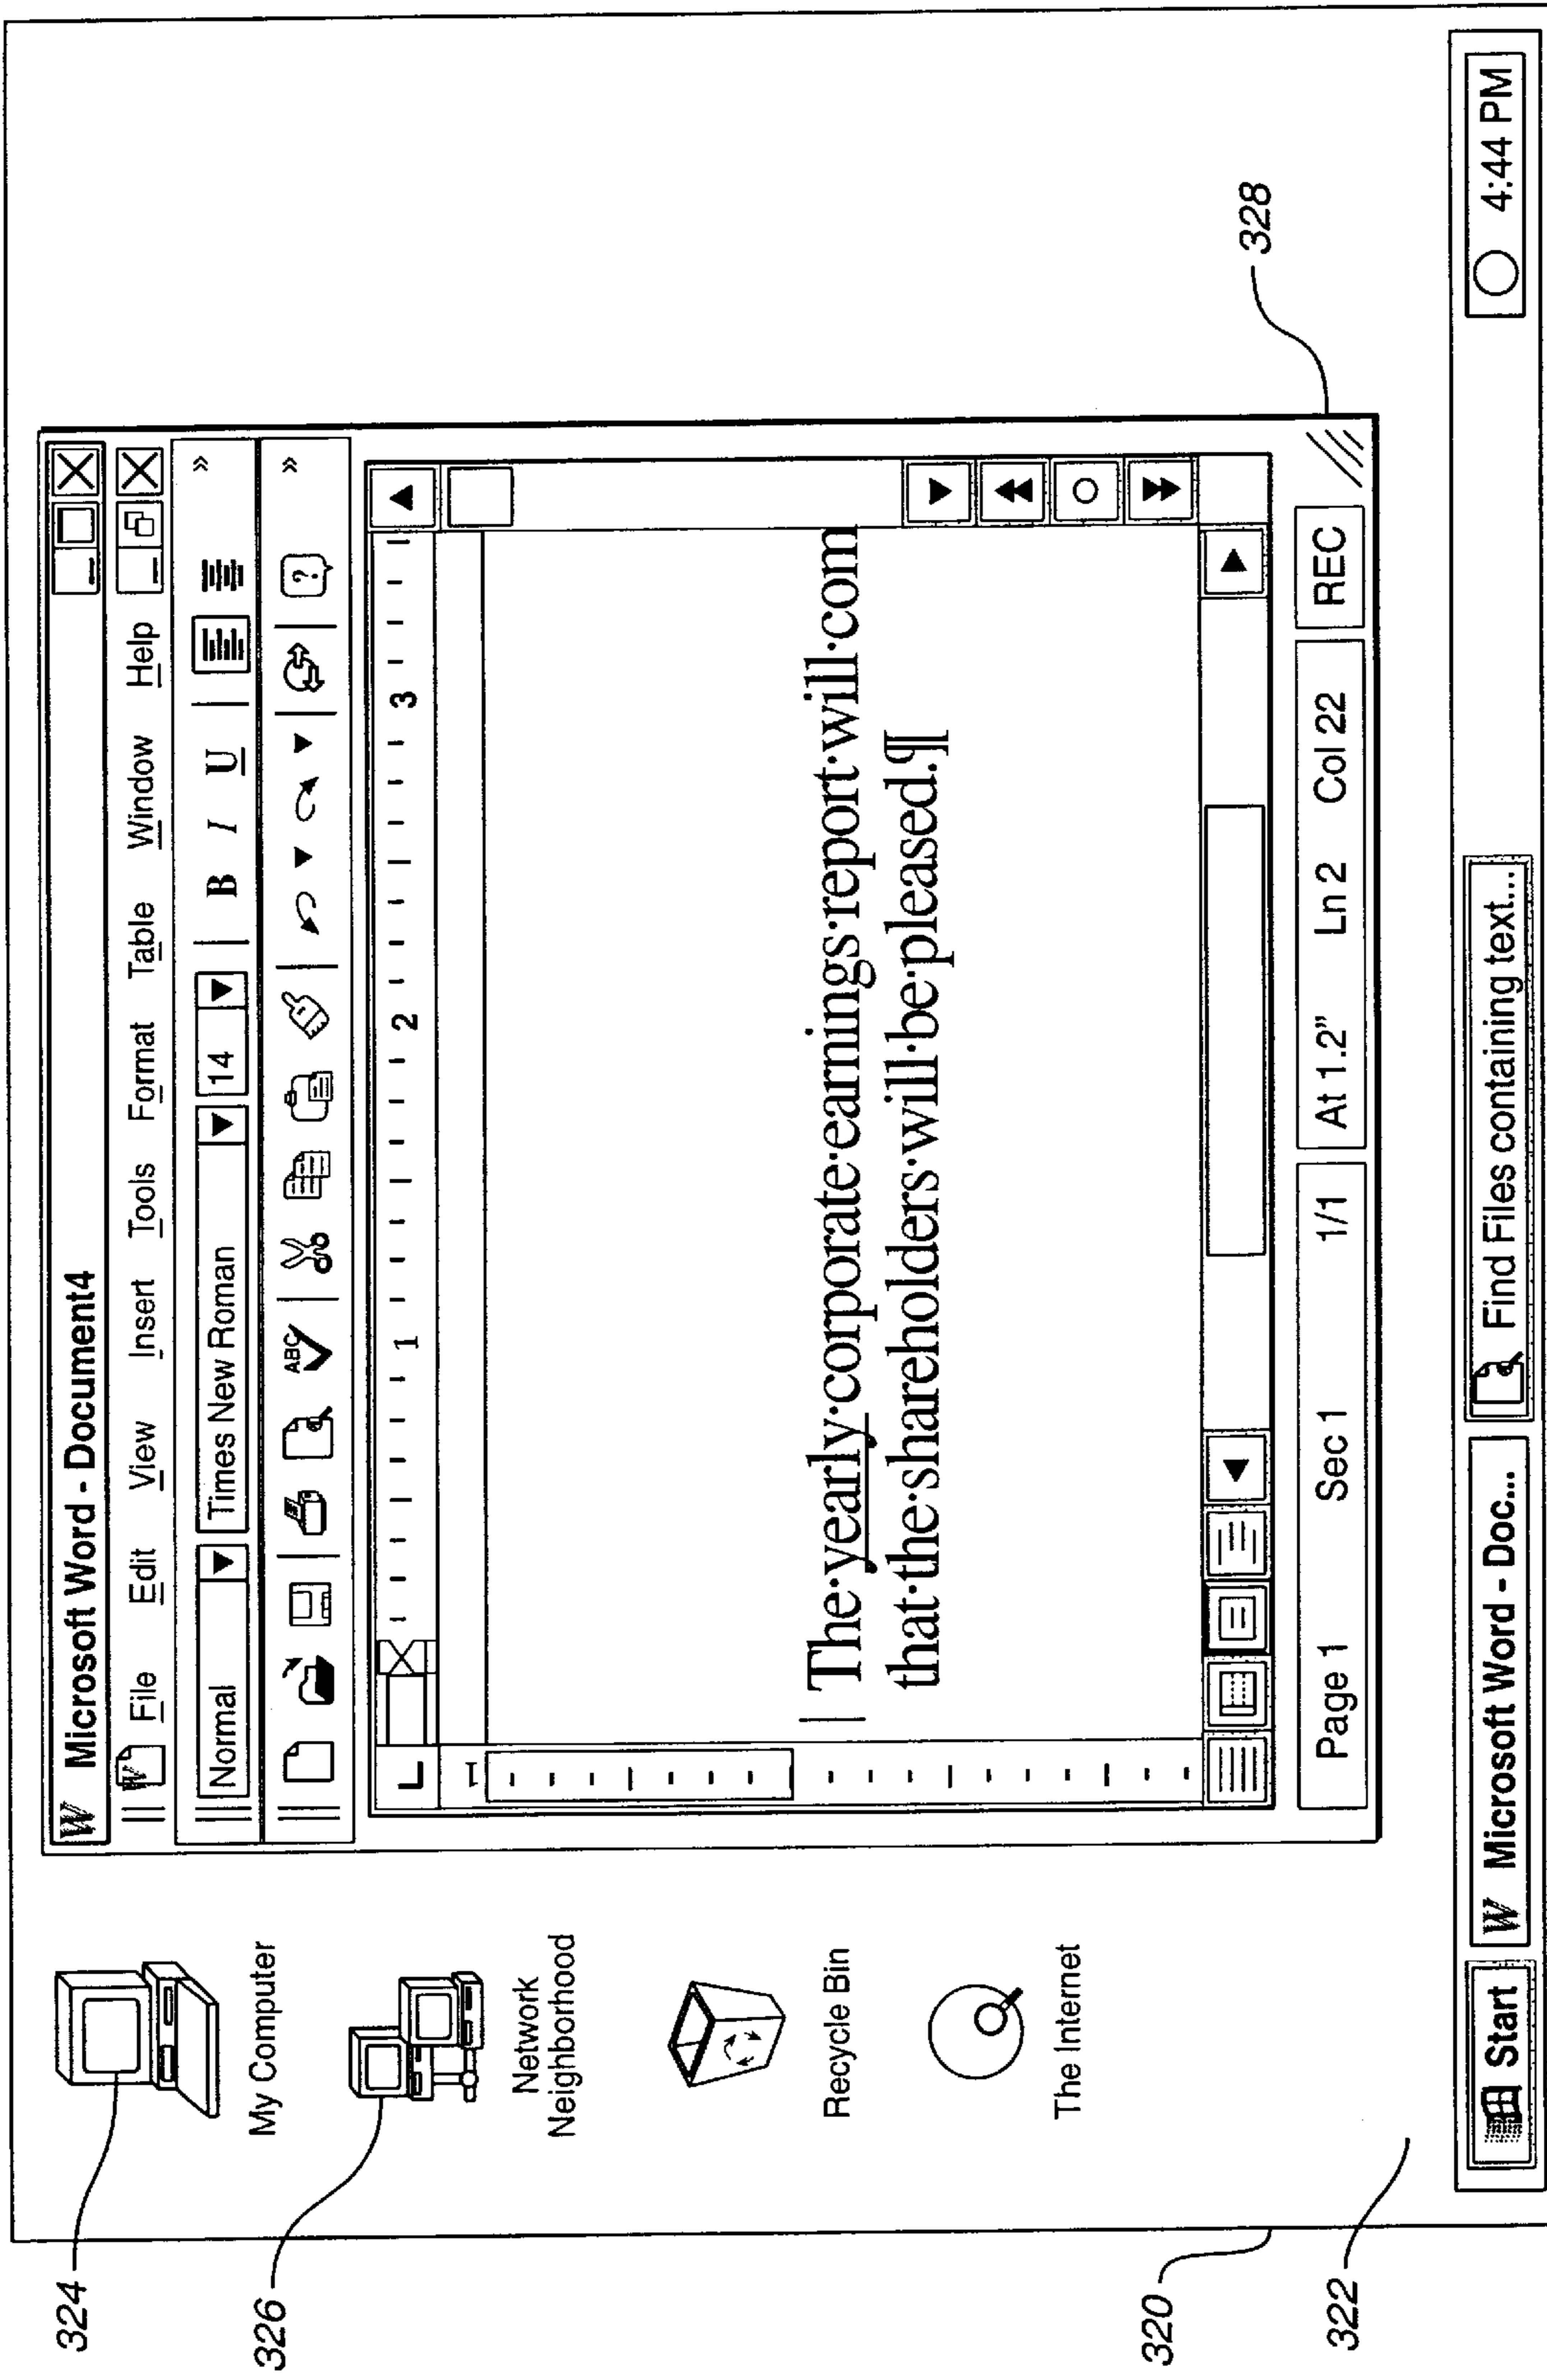 324
326
320
322
328
My Computer
Network
Neighborhood
Recycle Bin
The Internet
W Microsoft Word - Document4
W File Edit View Insert Tools Format Table Window Help
Normal Times New Roman 14 B I U »
ABC ? »
L 1 2 3
1
The·yearly·corporate·earnings·report·will·com
that·the·shareholders·will·be·pleased.¶
Page 1 Sec 1 1/1 At 1.2" Ln 2 Col 22 REC
Start W Microsoft Word - Doc... Find Files containing text... 4:44 PM